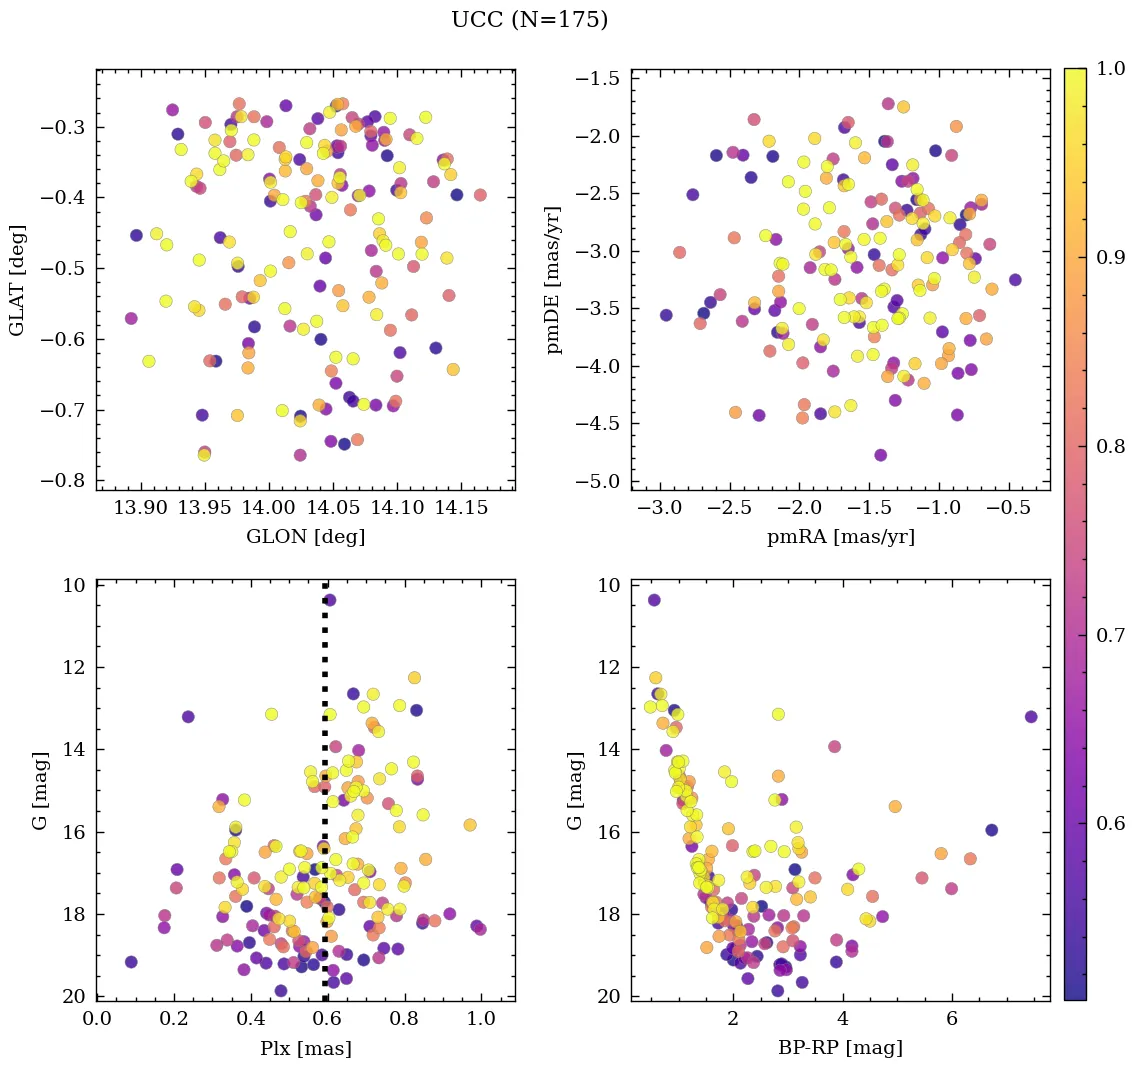 UCC (N=175)
−0.3
−0.4
−0.5
−0.6
−0.7
−0.8
GLAT [deg]
13.90 13.95 14.00 14.05 14.10 14.15
GLON [deg]
−1.5
−2.0
−2.5
−3.0
−3.5
−4.0
−4.5
−5.0
pmDE [mas/yr]
−3.0 −2.5 −2.0 −1.5 −1.0 −0.5
pmRA [mas/yr]
10
12
14
16
18
20
G [mag]
0.0 0.2 0.4 0.6 0.8 1.0
Plx [mas]
10
12
14
16
18
20
G [mag]
2 4 6
BP-RP [mag]
1.0
0.9
0.8
0.7
0.6